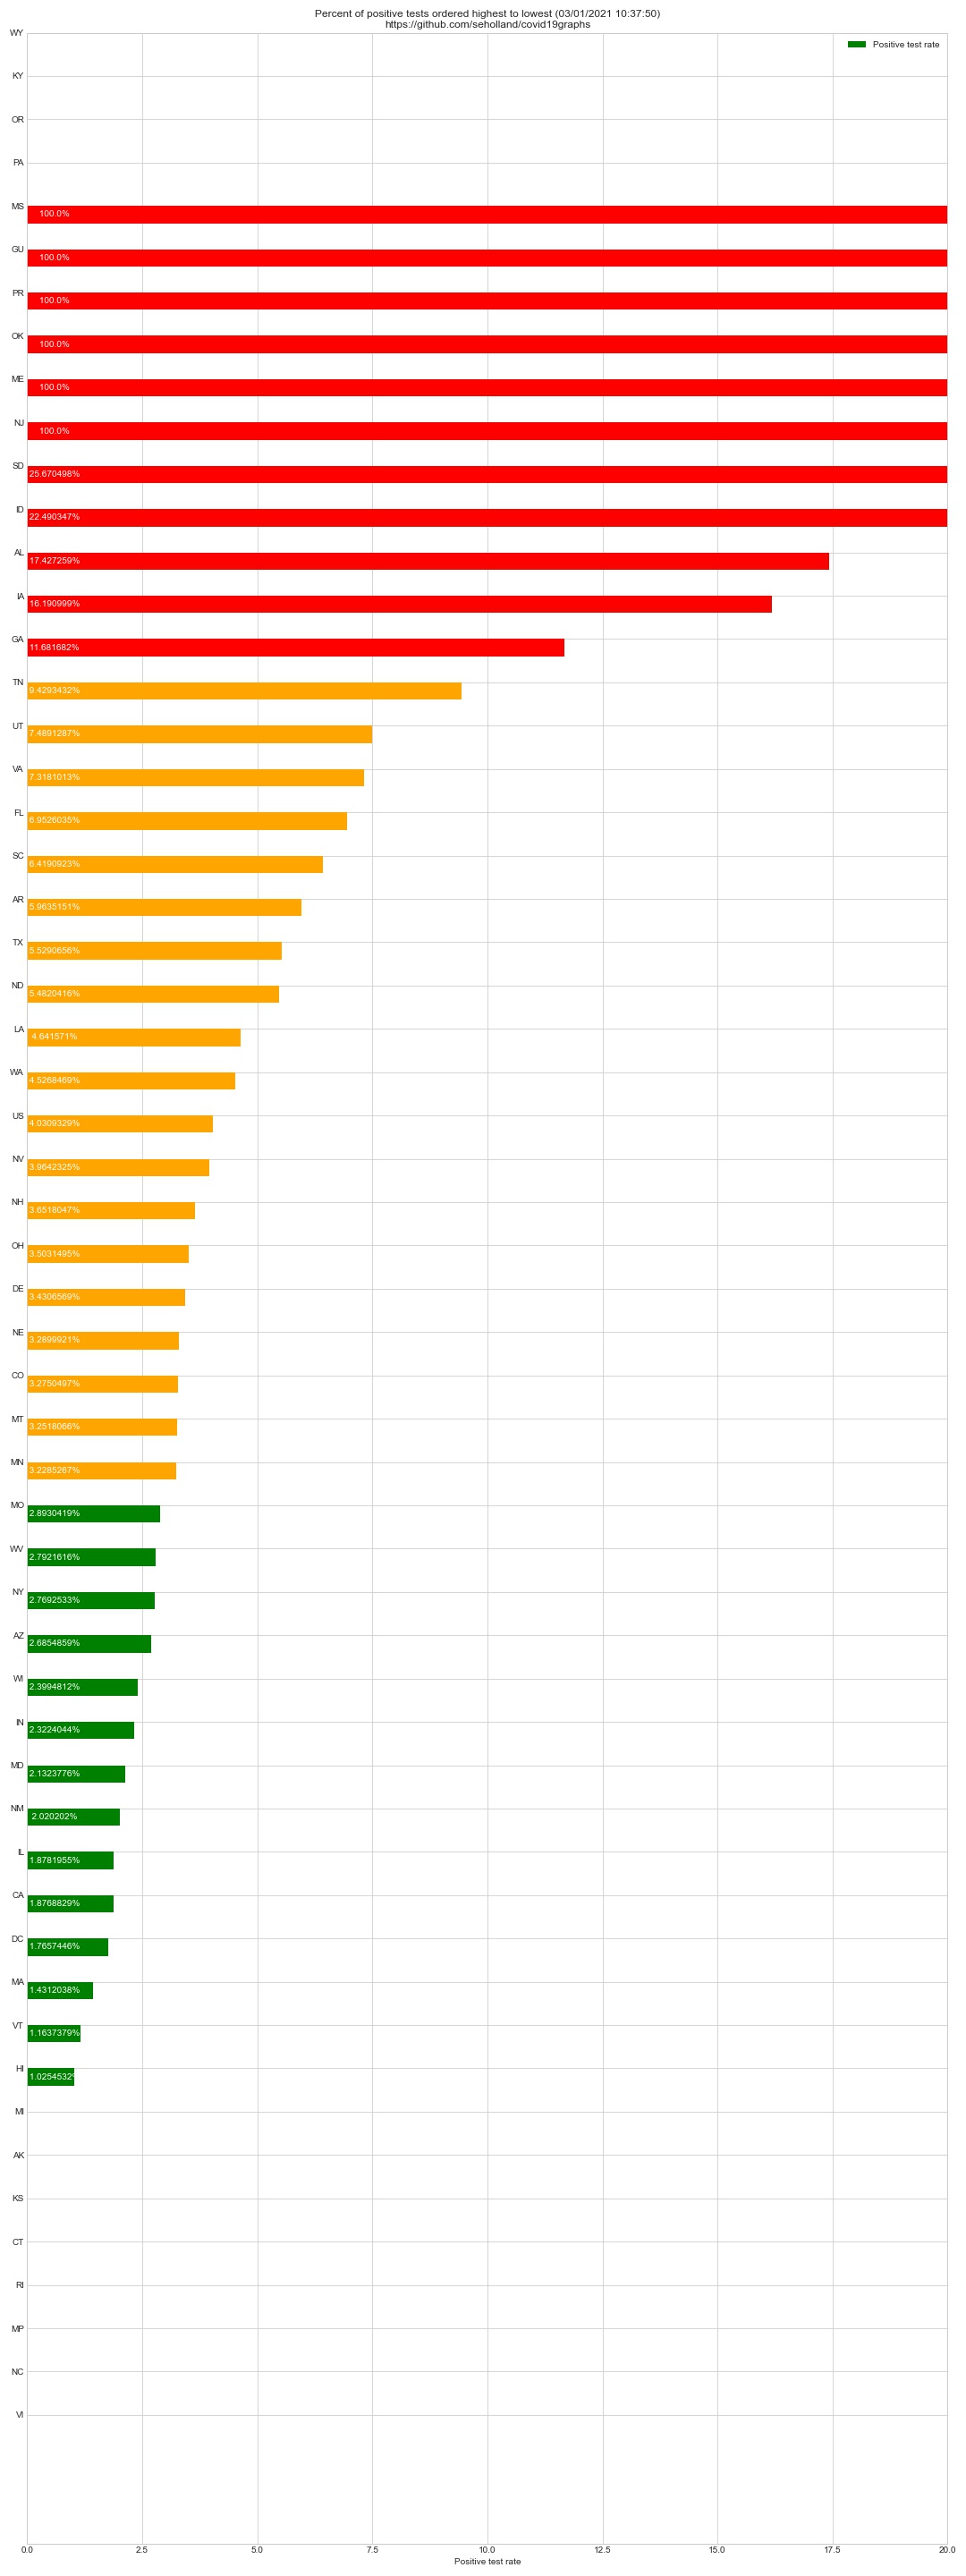 Percent of positive tests ordered highest to lowest (03/01/2021 10:37:50)
https://github.com/seholland/covid19graphs
Positive test rate
WY
KY
OR
PA
MS
100.0%
GU
100.0%
PR
100.0%
OK
100.0%
ME
100.0%
NJ
100.0%
SD
25.670498%
ID
22.490347%
AL
17.427259%
IA
16.190999%
GA
11.681682%
TN
9.4293432%
UT
7.4891287%
VA
7.3181013%
FL
6.9526035%
SC
6.4190923%
AR
5.9635151%
TX
5.5290656%
ND
5.4820416%
LA
4.641571%
WA
4.5268469%
US
4.0309329%
NV
3.9642325%
NH
3.6518047%
OH
3.5031495%
DE
3.4306569%
NE
3.2899921%
CO
3.2750497%
MT
3.2518066%
MN
3.2285267%
MO
2.8930419%
WV
2.7921616%
NY
2.7692533%
AZ
2.6854859%
WI
2.3994812%
IN
2.3224044%
MD
2.1323776%
NM
2.020202%
IL
1.8781955%
CA
1.8768829%
DC
1.7657446%
MA
1.4312038%
VT
1.1637379%
HI
1.0254532%
MI
AK
KS
CT
RI
MP
NC
VI
0.0 2.5 5.0 7.5 10.0 12.5 15.0 17.5 20.0
Positive test rate